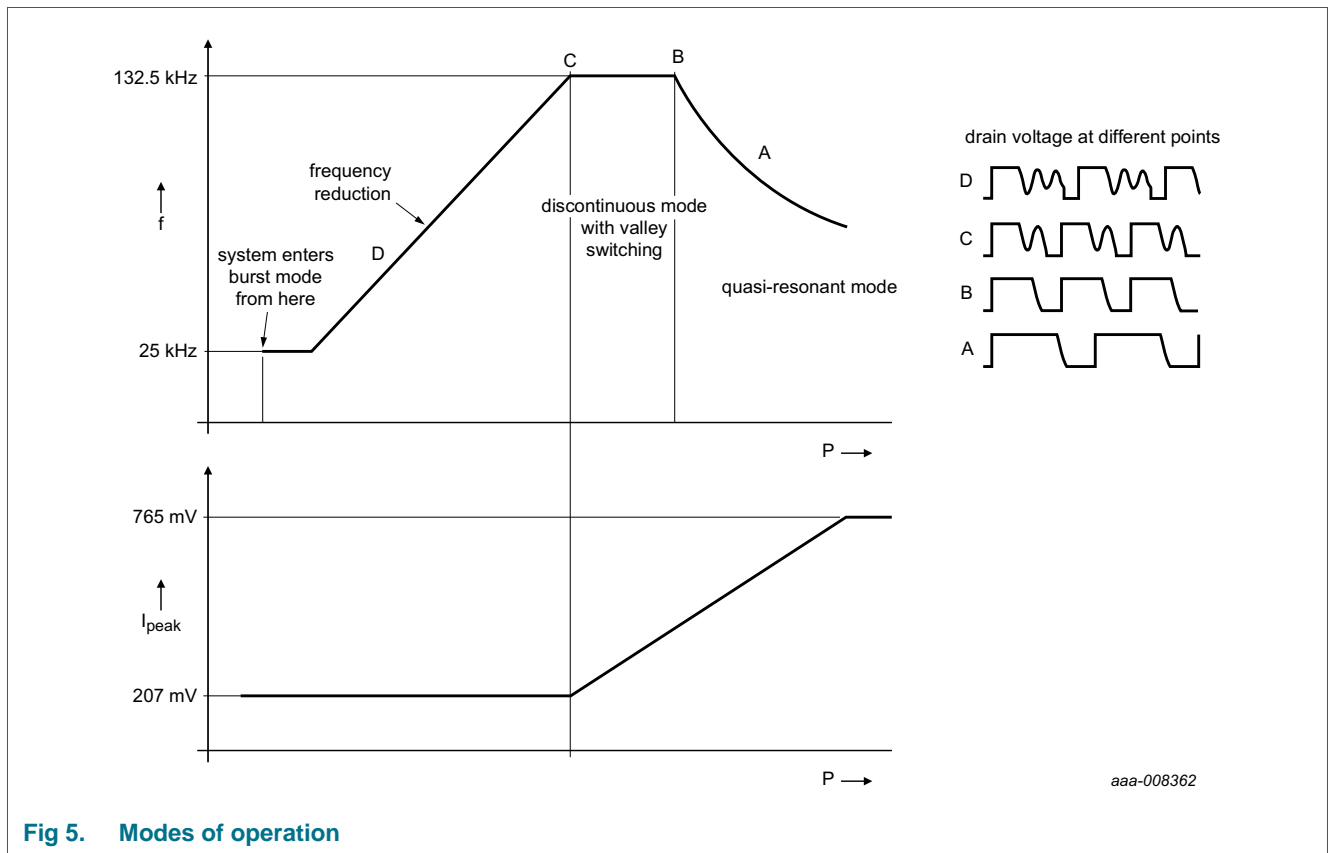 132.5 kHz
C
B
A
frequency
reduction
discontinuous mode
with valley
switching
f
D
system enters
burst mode
from here
quasi-resonant mode
25 kHz
P
drain voltage at different points
D
C
B
A
765 mV
Ipeak
207 mV
P
aaa-008362
Fig 5. Modes of operation